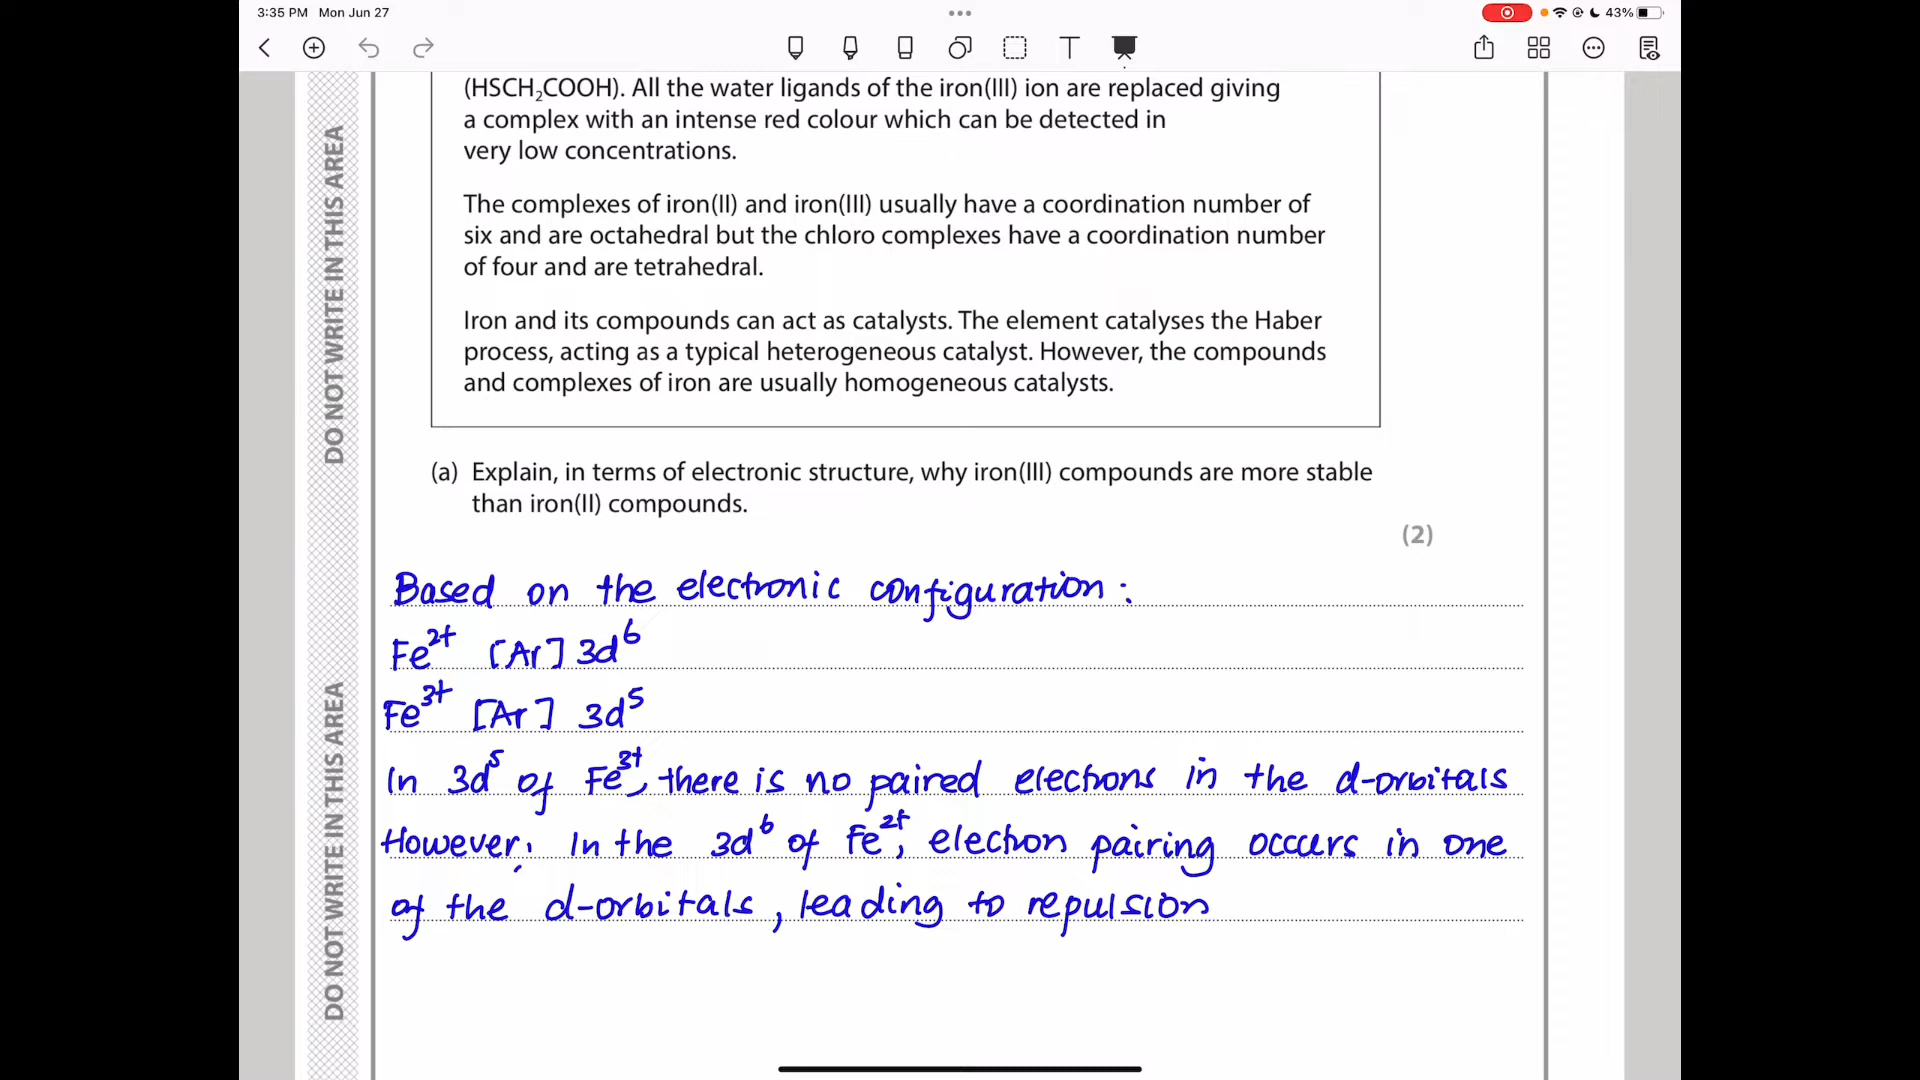 3:35 PM Mon Jun 27
43%
(HSCH₂COOH). All the water ligands of the iron(III) ion are replaced giving
a complex with an intense red colour which can be detected in
very low concentrations.
The complexes of iron(II) and iron(III) usually have a coordination number of
six and are octahedral but the chloro complexes have a coordination number
of four and are tetrahedral.
Iron and its compounds can act as catalysts. The element catalyses the Haber
process, acting as a typical heterogeneous catalyst. However, the compounds
and complexes of iron are usually homogeneous catalysts.
(a) Explain, in terms of electronic structure, why iron(III) compounds are more stable
than iron(II) compounds.
(2)
Based on the electronic configuration:
Fe²⁺ [Ar] 3d⁶
Fe³⁺ [Ar] 3d⁵
In 3d⁵ of Fe³⁺, there is no paired electrons in the d-orbitals
However, In the 3d⁶ of Fe²⁺, electron pairing occurs in one
of the d-orbitals, leading to repulsion
DO NOT WRITE IN THIS AREA
DO NOT WRITE IN THIS AREA